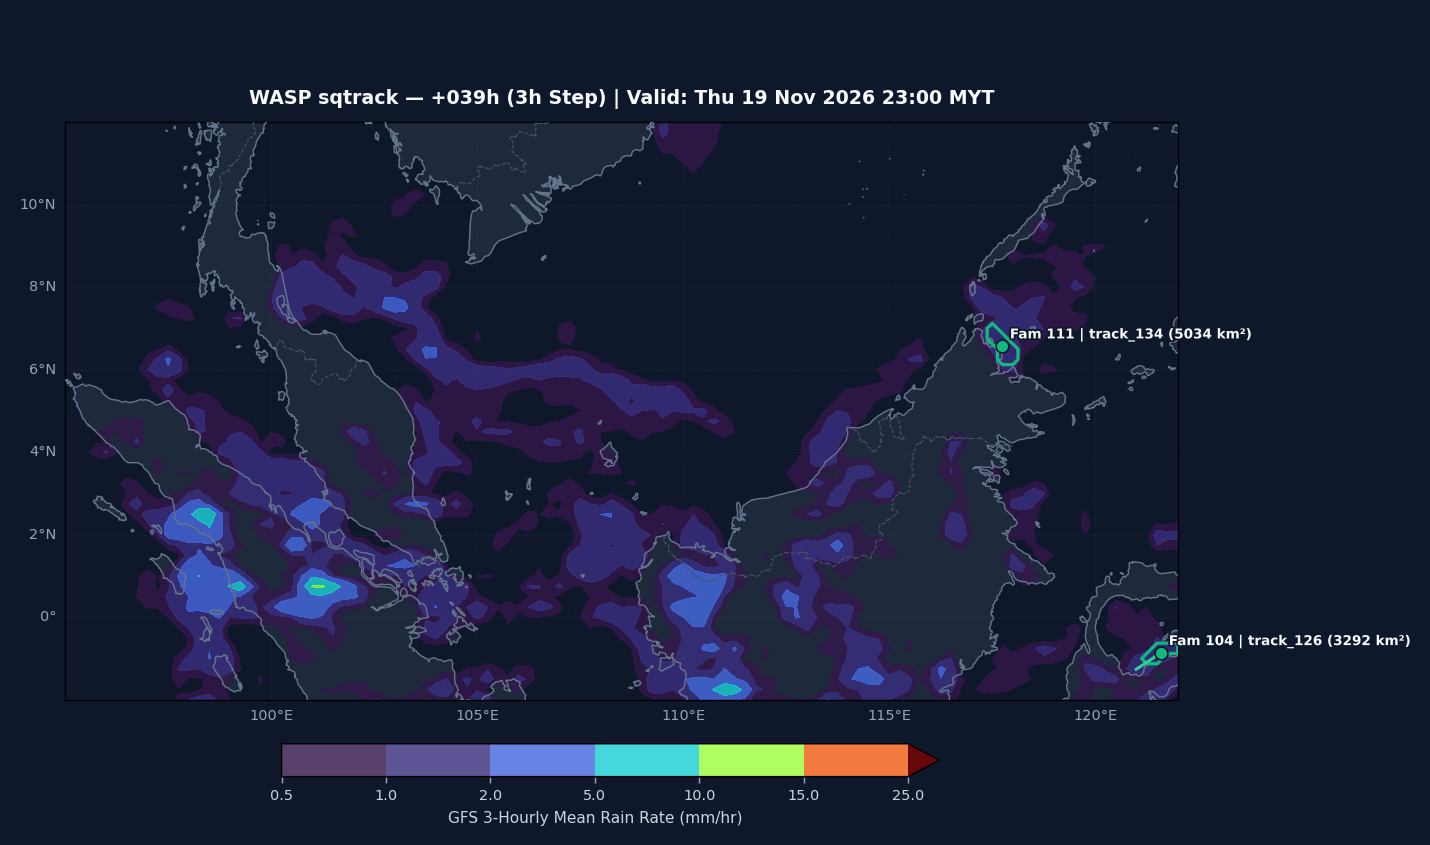 WASP sqtrack — +039h (3h Step) | Valid: Thu 19 Nov 2026 23:00 MYT
10°N
8°N
Fam 111 | track_134 (5034 km²)
6°N
4°N
2°N
0°
Fam 104 | track_126 (3292 km²)
100°E 105°E 110°E 115°E 120°E
0.5 1.0 2.0 5.0 10.0 15.0 25.0
GFS 3-Hourly Mean Rain Rate (mm/hr)